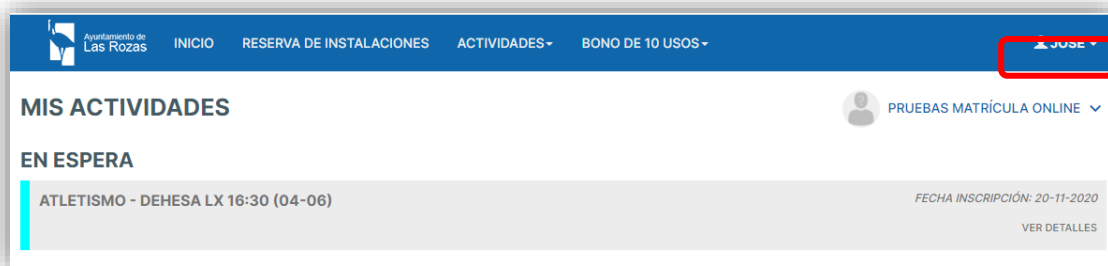 Ayuntamiento de
Las Rozas
INICIO RESERVA DE INSTALACIONES ACTIVIDADES BONO DE 10 USOS JOSE
MIS ACTIVIDADES
PRUEBAS MATRÍCULA ONLINE
EN ESPERA
ATLETISMO - DEHESA LX 16:30 (04-06)
FECHA INSCRIPCIÓN: 20-11-2020
VER DETALLES